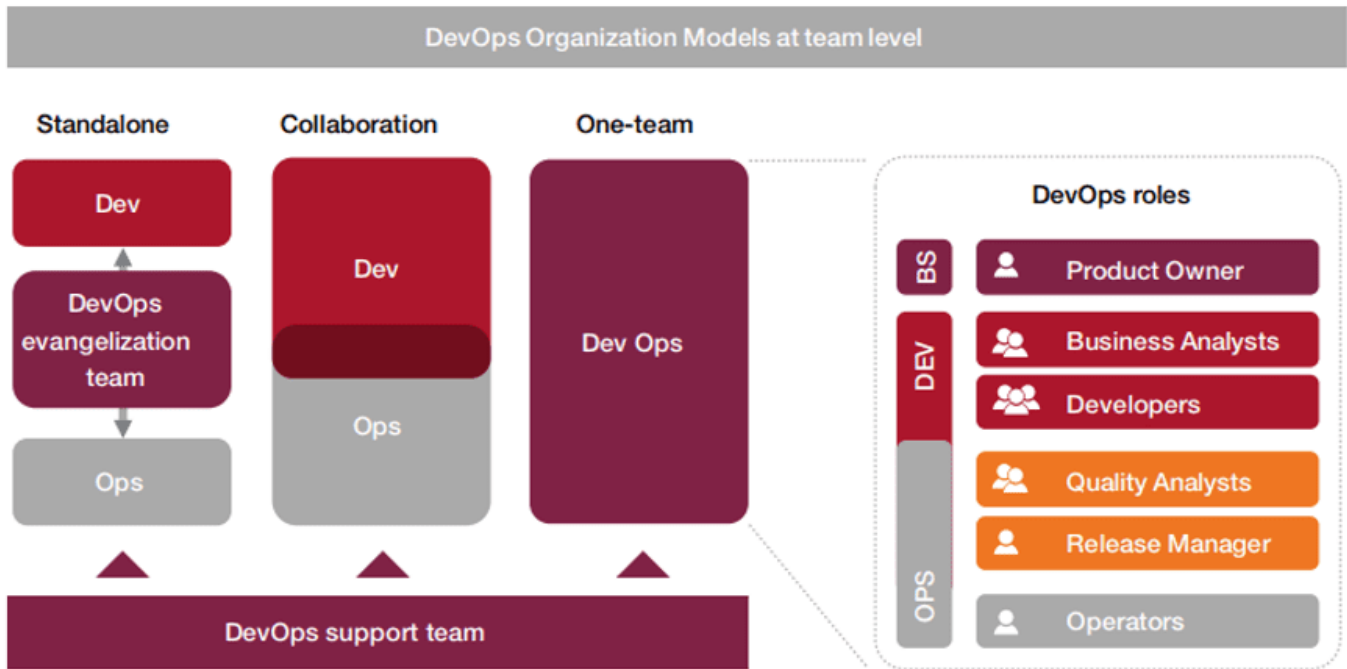 DevOps Organization Models at team level
Standalone
Collaboration
One-team
Dev
DevOps
evangelization
team
Ops
Dev
Ops
Dev Ops
DevOps support team
DevOps roles
BS
Product Owner
DEV
Business Analysts
Developers
OPS
Quality Analysts
Release Manager
Operators